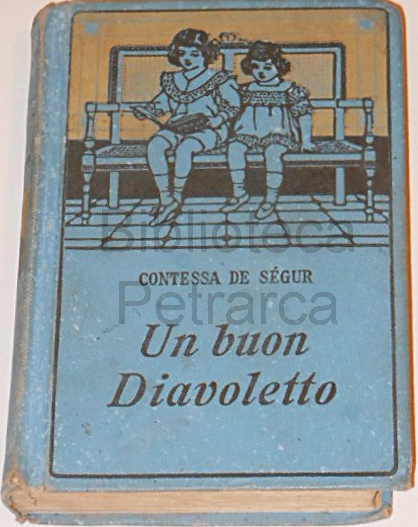 Biblioteca
CONTESSA DE SÉGUR
Petrarca
Un buon
Diavoletto